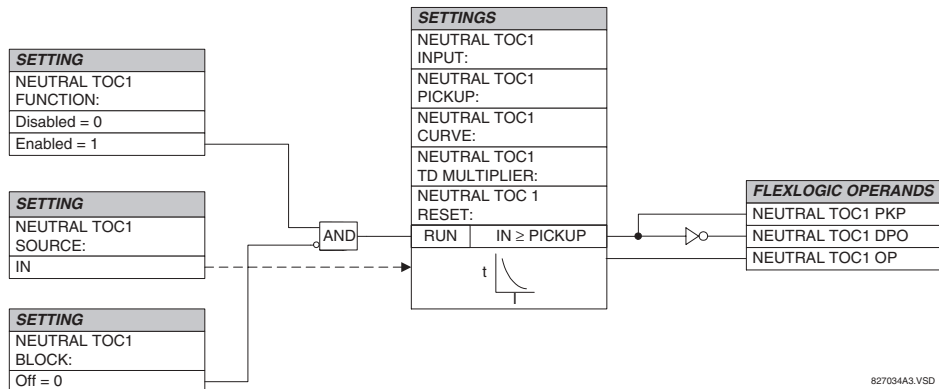 SETTING
NEUTRAL TOC1
FUNCTION:
Disabled = 0
Enabled = 1
SETTING
NEUTRAL TOC1
SOURCE:
IN
SETTING
NEUTRAL TOC1
BLOCK:
Off = 0
AND
SETTINGS
NEUTRAL TOC1
INPUT:
NEUTRAL TOC1
PICKUP:
NEUTRAL TOC1
CURVE:
NEUTRAL TOC1
TD MULTIPLIER:
NEUTRAL TOC 1
RESET:
RUN IN ≥ PICKUP
t
I
FLEXLOGIC OPERANDS
NEUTRAL TOC1 PKP
NEUTRAL TOC1 DPO
NEUTRAL TOC1 OP
827034A3.VSD